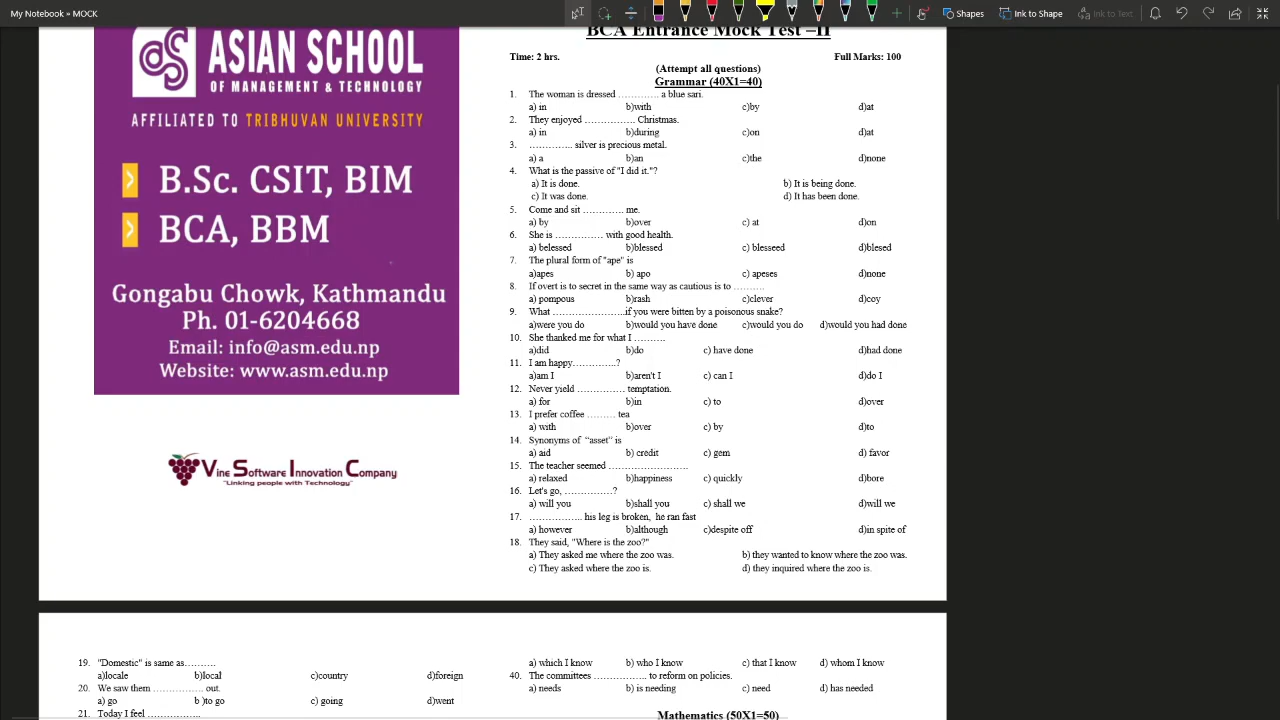 My Notebook » MOCK
Shapes
Ink to Shape
Ink to Text
ASIAN SCHOOL
OF MANAGEMENT & TECHNOLOGY
AFFILIATED TO TRIBHUVAN UNIVERSITY
B.Sc. CSIT, BIM
BCA, BBM
Gongabu Chowk, Kathmandu
Ph. 01-6204668
Email: info@asm.edu.np
Website: www.asm.edu.np
Vine Software Innovation Company
"Linking people with Technology"
BCA Entrance Mock Test –II
Time: 2 hrs. Full Marks: 100
(Attempt all questions)
Grammar (40X1=40)
1. The woman is dressed …………. a blue sari.
a) in b)with c)by d)at
2. They enjoyed ……………. Christmas.
a) in b)during c)on d)at
3. ………….. silver is precious metal.
a) a b)an c)the d)none
4. What is the passive of "I did it."?
a) It is done. b) It is being done.
c) It was done. d) It has been done.
5. Come and sit …………. me.
a) by b)over c) at d)on
6. She is …………… with good health.
a) belessed b)blessed c) blesseed d)blesed
7. The plural form of "ape" is
a)apes b) apo c) apeses d)none
8. If overt is to secret in the same way as cautious is to ……….
a) pompous b)rash c)clever d)coy
9. What …………………..if you were bitten by a poisonous snake?
a)were you do b)would you have done c)would you do d)would you had done
10. She thanked me for what I ……….
a)did b)do c) have done d)had done
11. I am happy…………..?
a)am I b)aren't I c) can I d)do I
12. Never yield …………… temptation.
a) for b)in c) to d)over
13. I prefer coffee ……… tea
a) with b)over c) by d)to
14. Synonyms of “asset” is
a) aid b) credit c) gem d) favor
15. The teacher seemed …………………….
a) relaxed b)happiness c) quickly d)bore
16. Let's go, ……………?
a) will you b)shall you c) shall we d)will we
17. …………….. his leg is broken, he ran fast
a) however b)although c)despite off d)in spite of
18. They said, "Where is the zoo?"
a) They asked me where the zoo was. b) they wanted to know where the zoo was.
c) They asked where the zoo is. d) they inquired where the zoo is.
19. "Domestic" is same as……….
a)locale b)local c)country d)foreign
20. We saw them ……………. out.
a) go b )to go c) going d)went
21. Today I feel ……………..
a) which I know b) who I know c) that I know d) whom I know
40. The committees …………….. to reform on policies.
a) needs b) is needing c) need d) has needed
Mathematics (50X1=50)